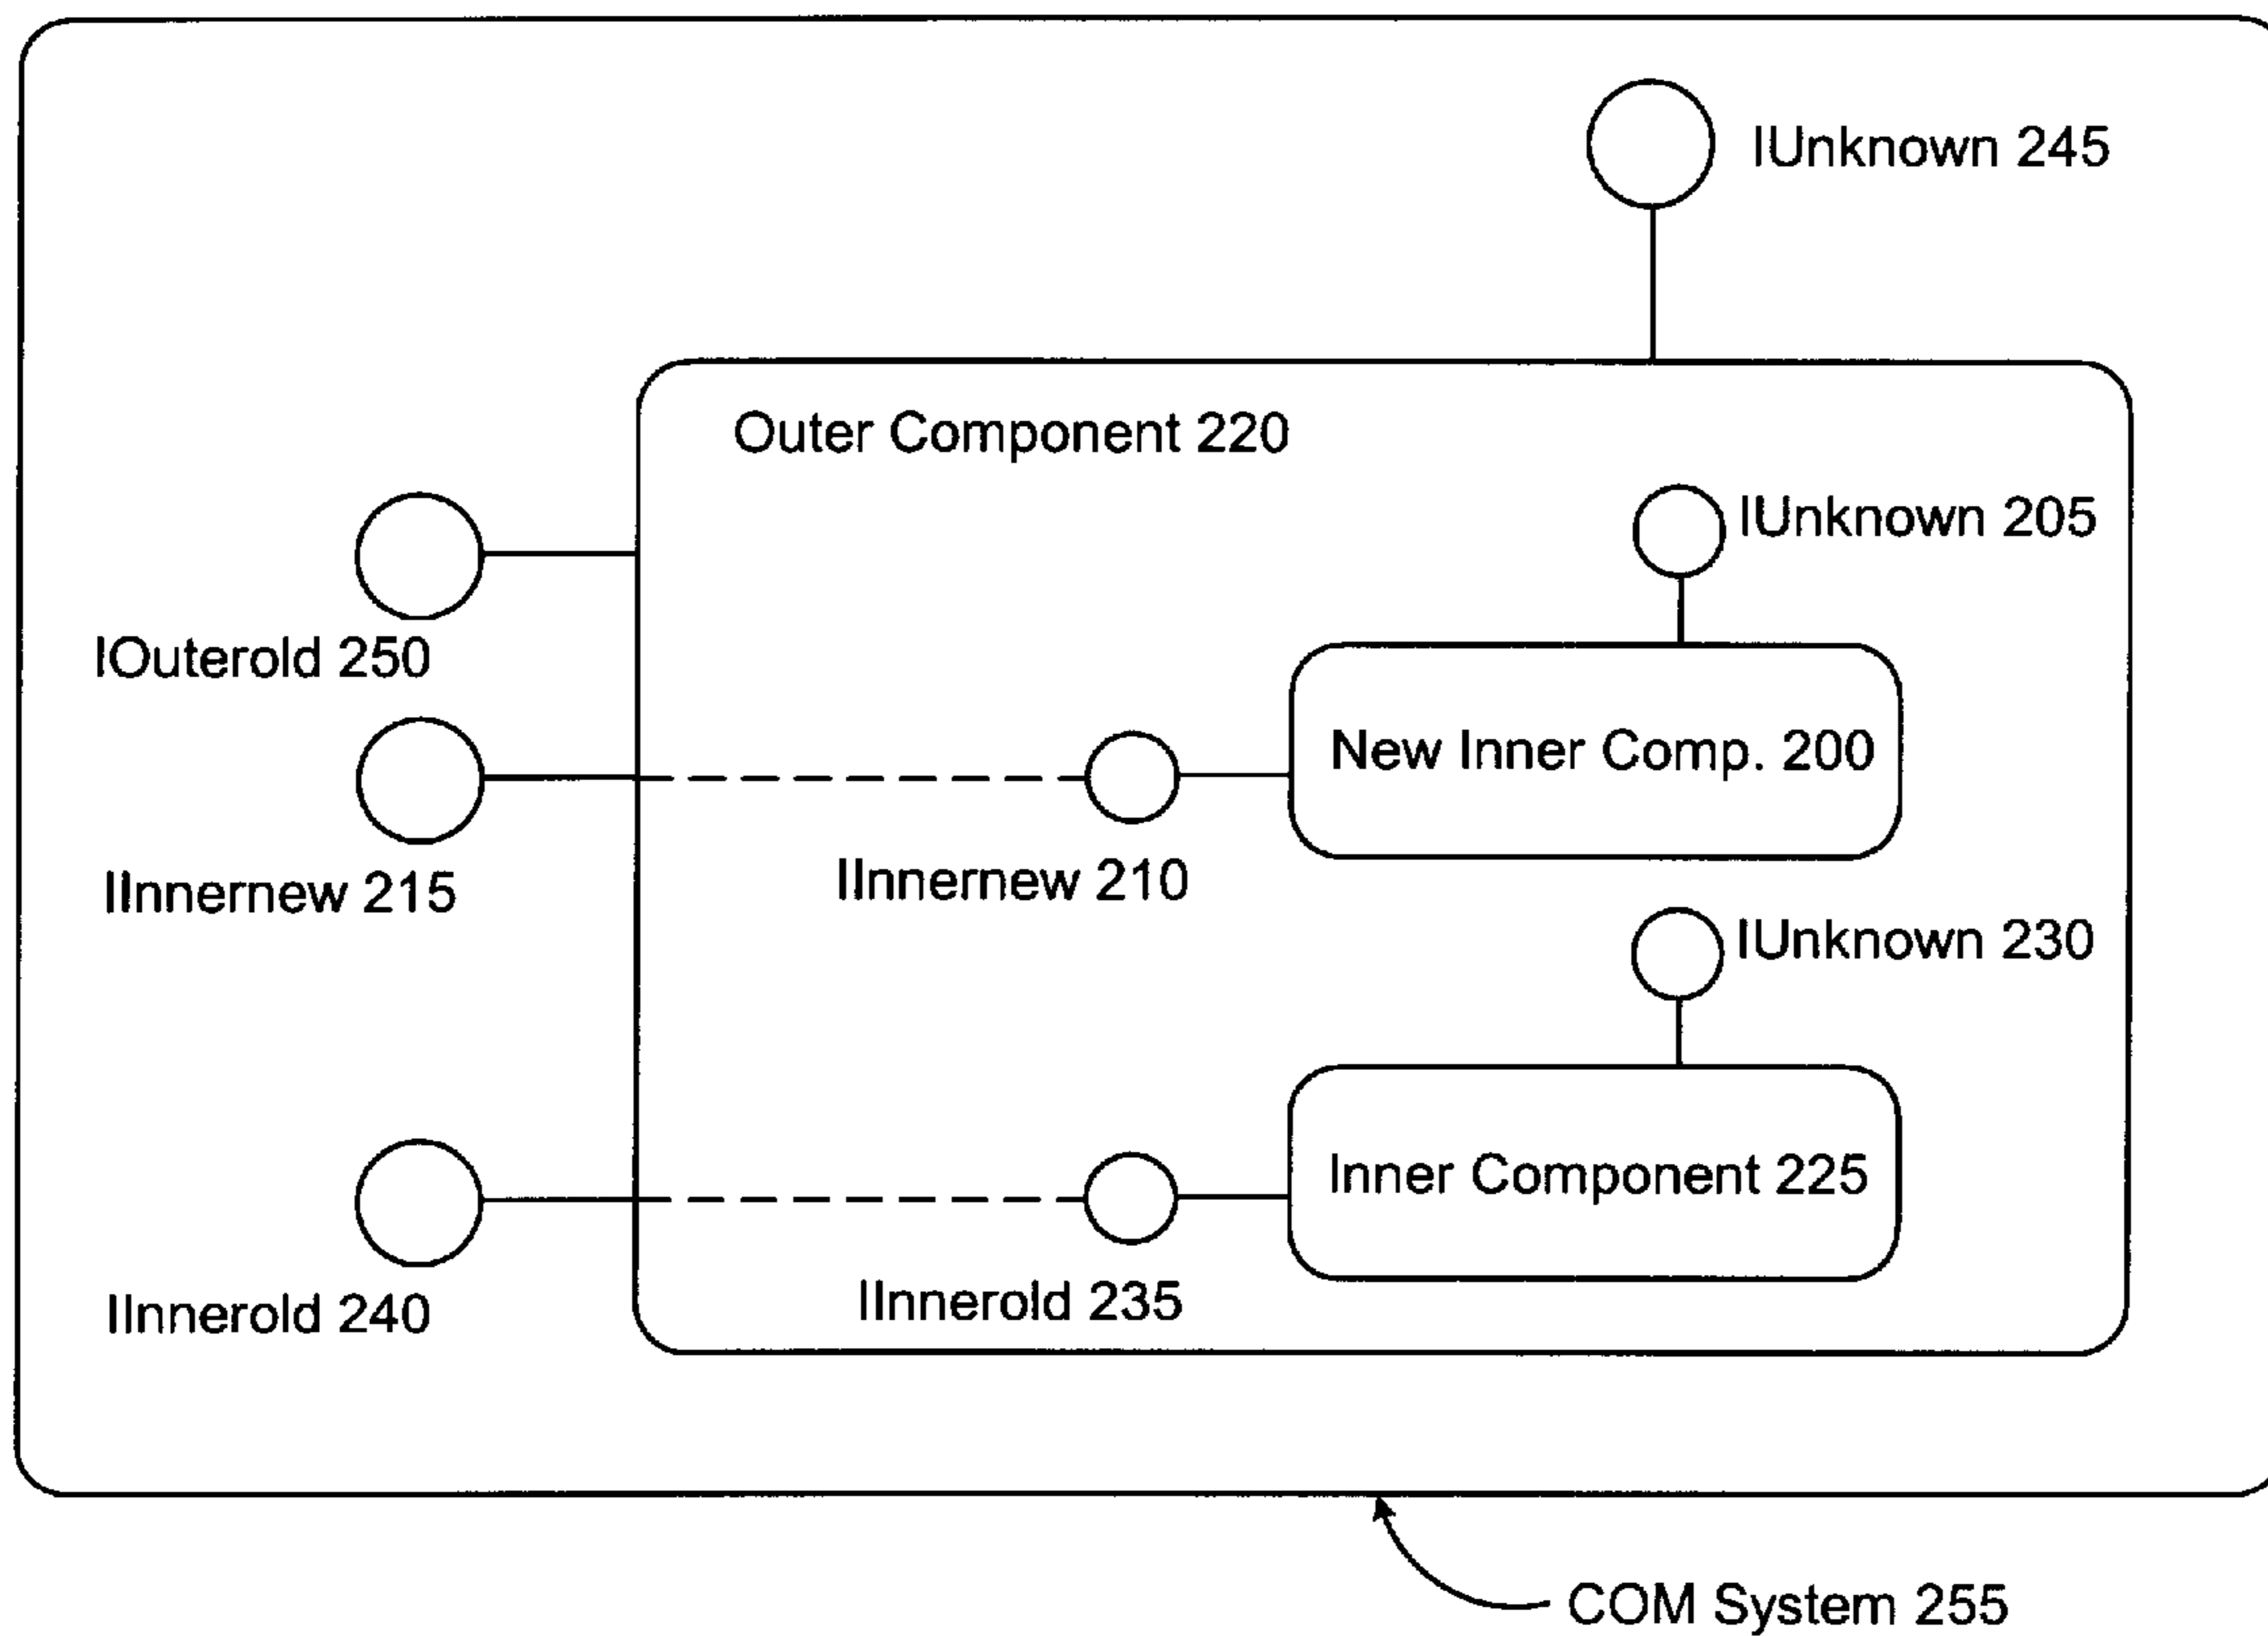 IUnknown 245
Outer Component 220
IUnknown 205
IOuterold 250
New Inner Comp. 200
IInnernew 215
IInnernew 210
IUnknown 230
Inner Component 225
IInnerold 240
IInnerold 235
COM System 255